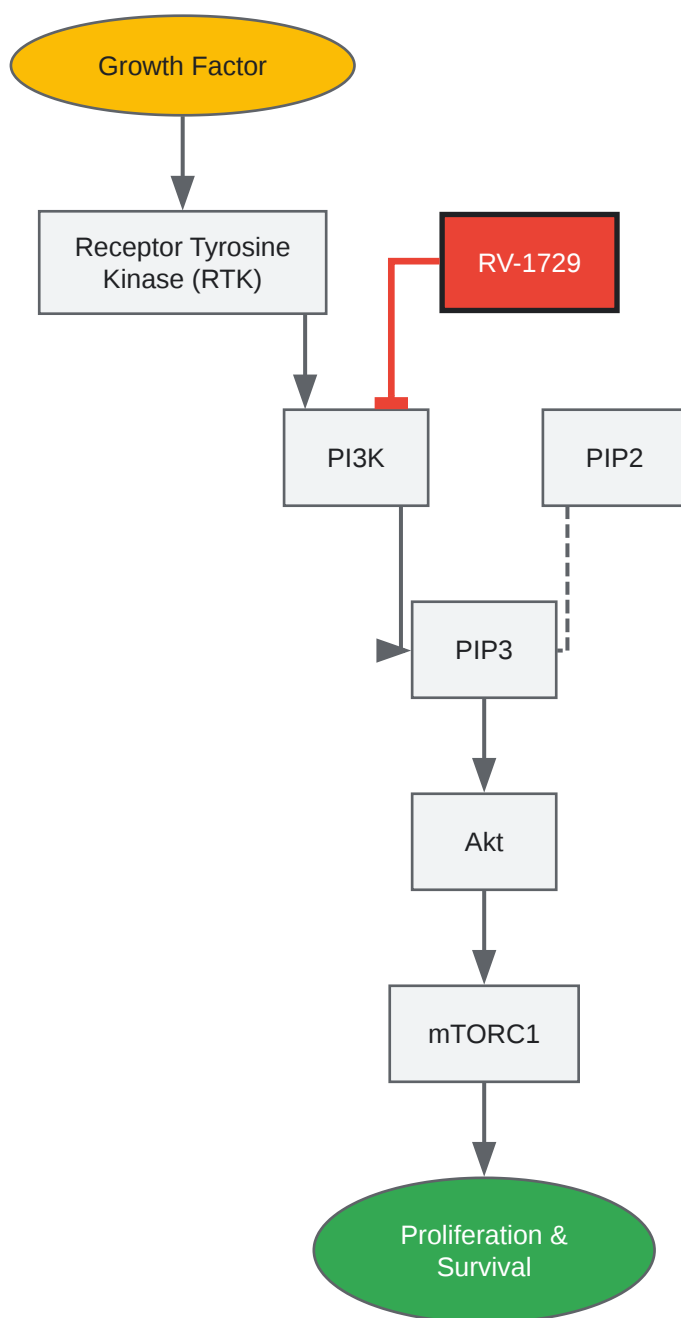 Growth Factor
Receptor Tyrosine
Kinase (RTK)
RV-1729
PI3K
PIP2
PIP3
Akt
mTORC1
Proliferation &
Survival